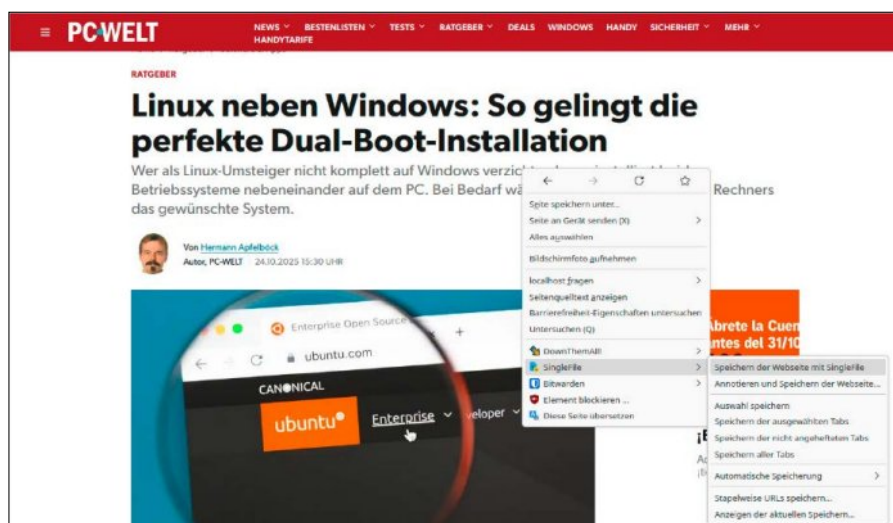 PC WELT
NEWS BESTENLISTEN TESTS RATGEBER DEALS WINDOWS HANDY SICHERHEIT MEHR
HANDYTARIFE
RATGEBER
Linux neben Windows: So gelingt die
perfekte Dual-Boot-Installation
Wer als Linux-Umsteiger nicht komplett auf Windows
Betriebssysteme nebeneinander auf dem PC. Bei Bedarf Rechners
das gewünschte System.
Von Hermann Apfelböck
Autor, PC-WELT 24.10.2025 15:30 UHR
Seite speichern unter...
Seite an Gerät senden (X)
Alles auswählen
Bildschirmfoto aufnehmen
localhost fragen
Seitenquelltext anzeigen
Barrierefreiheit-Eigenschaften untersuchen
Untersuchen (Q)
DownThemAll!
SingleFile
Bitwarden
Element blockieren ...
Diese Seite übersetzen
Speichern der Webseite mit SingleFile
Annotieren und Speichern der Webseite...
Auswahl speichern
Speichern der ausgewählten Tabs
Speichern der nicht angehefteten Tabs
Speichern aller Tabs
Automatische Speicherung
Stapelweise URLs speichern...
Anzeigen der aktuellen Speichern...
Enterprise Open Source
ubuntu.com
CANONICAL
ubuntu
Enterprise
ábrete la Cuen
antes del 31/10